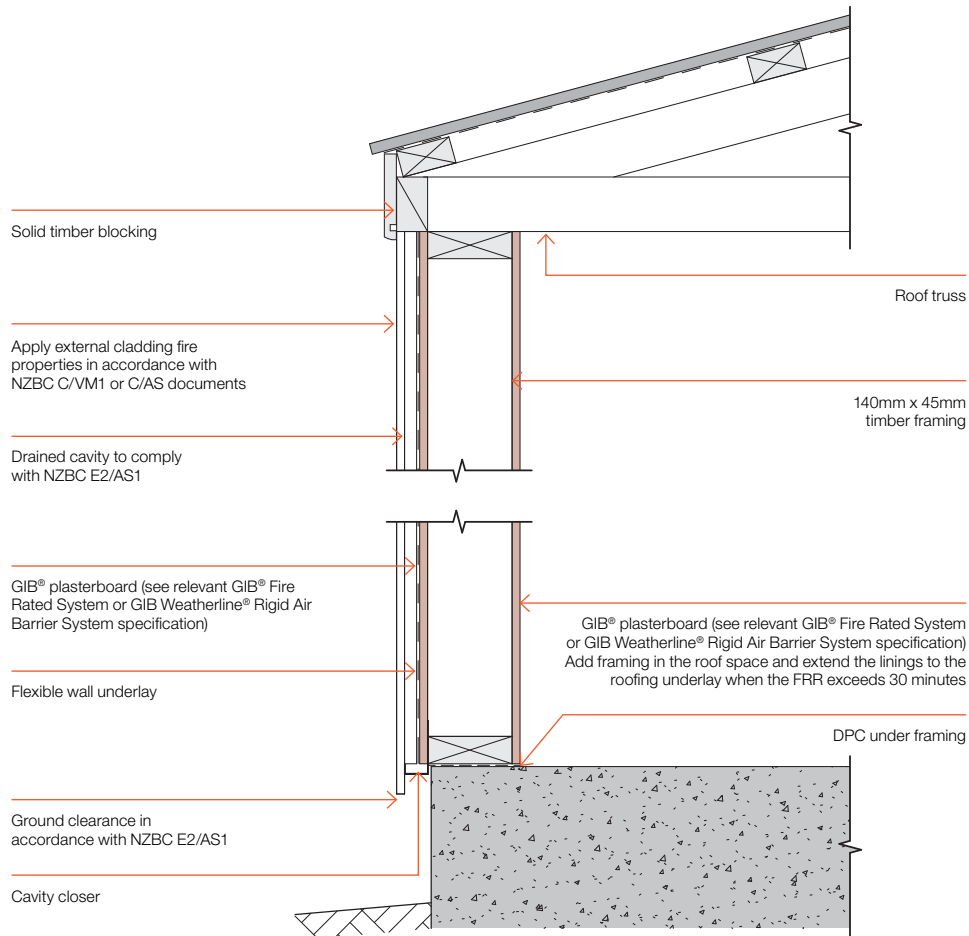 Solid timber blocking
Roof truss
Apply external cladding fire
properties in accordance with
NZBC C/VM1 or C/AS documents
140mm x 45mm
timber framing
Drained cavity to comply
with NZBC E2/AS1
GIB® plasterboard (see relevant GIB® Fire
Rated System or GIB Weatherline® Rigid Air
Barrier System specification)
GIB® plasterboard (see relevant GIB® Fire Rated System
or GIB Weatherline® Rigid Air Barrier System specification)
Add framing in the roof space and extend the linings to the
roofing underlay when the FRR exceeds 30 minutes
Flexible wall underlay
DPC under framing
Ground clearance in
accordance with NZBC E2/AS1
Cavity closer